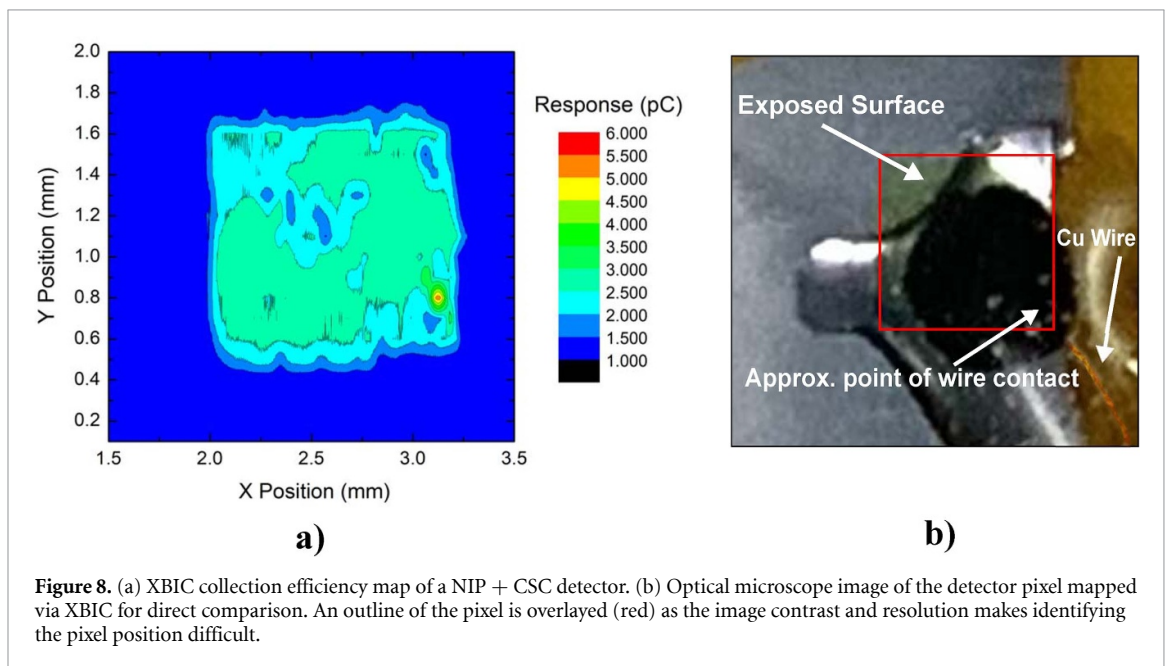 2.0
1.8
1.6
1.4
1.2
1.0
0.8
0.6
0.4
0.2
Y Position (mm)
1.5 2.0 2.5 3.0 3.5
X Position (mm)
Response (pC)
6.000
5.500
5.000
4.500
4.000
3.500
3.000
2.500
2.000
1.500
1.000
a)
Exposed Surface
Cu Wire
Approx. point of wire contact
b)
Figure 8. (a) XBIC collection efficiency map of a NIP + CSC detector. (b) Optical microscope image of the detector pixel mapped
via XBIC for direct comparison. An outline of the pixel is overlayed (red) as the image contrast and resolution makes identifying
the pixel position difficult.